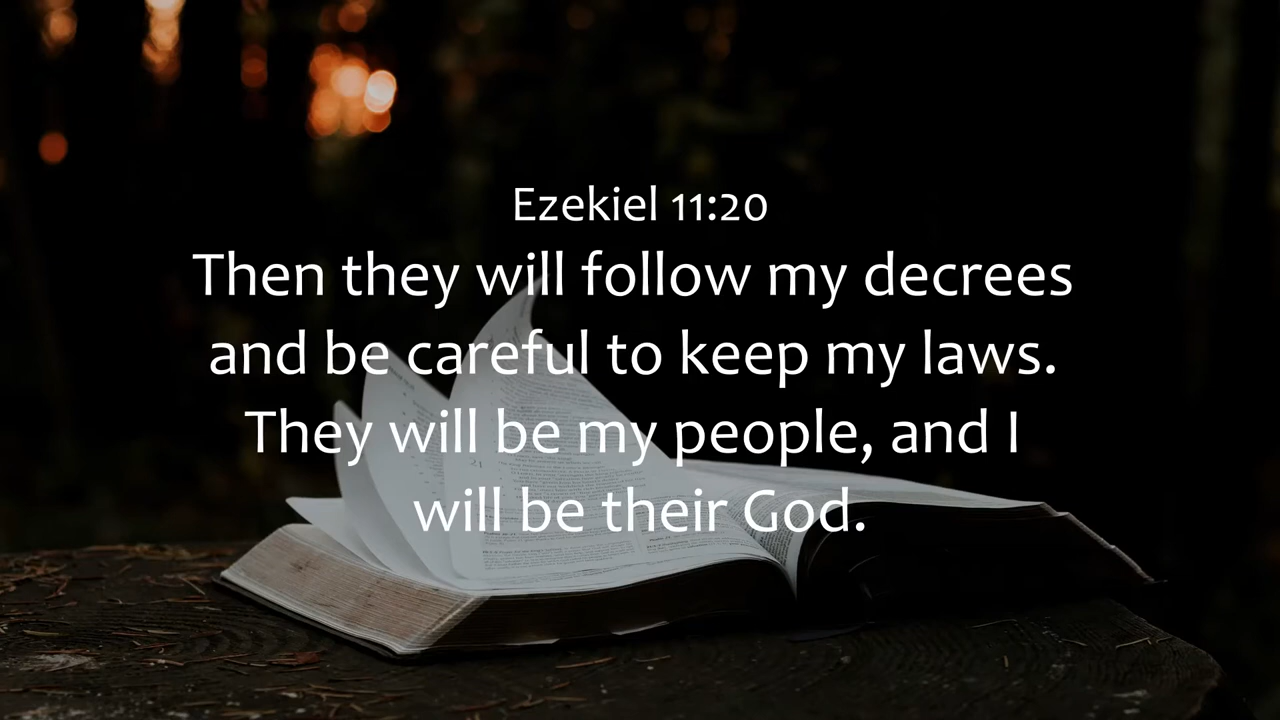 Ezekiel 11:20
Then they will follow my decrees
and be careful to keep my laws.
They will be my people, and I
will be their God.